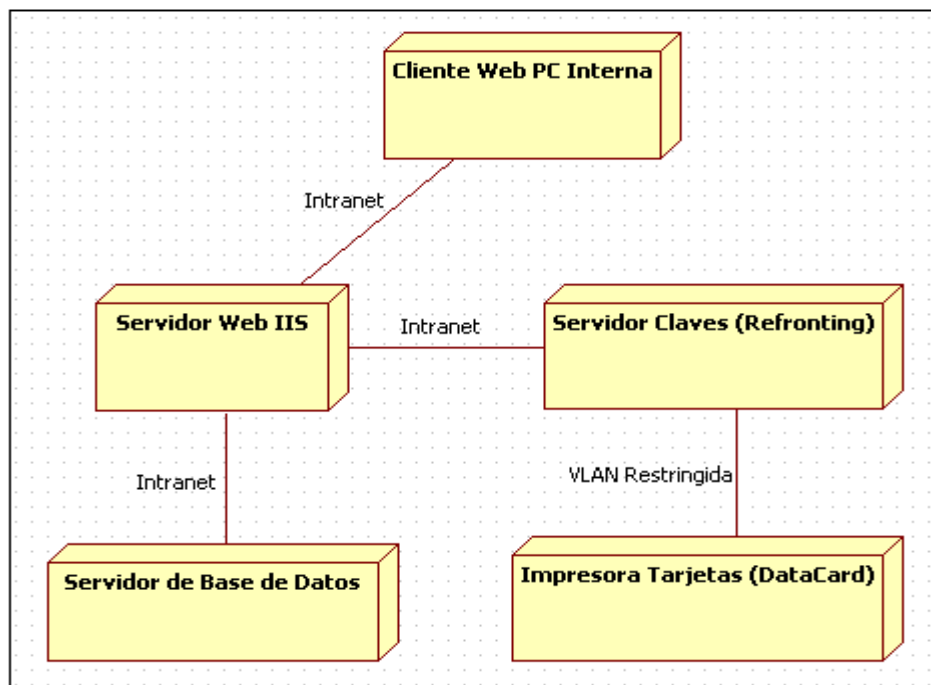 Cliente Web PC Interna
Intranet
Servidor Web IIS
Intranet
Servidor Claves (Refronting)
Intranet
VLAN Restringida
Servidor de Base de Datos
Impresora Tarjetas (DataCard)